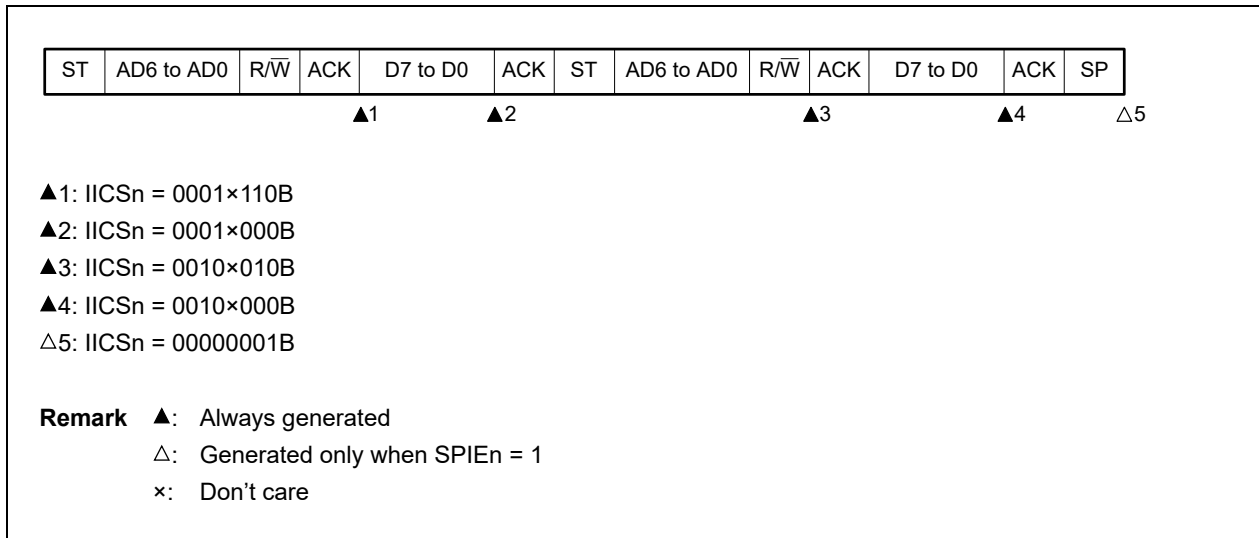 ST AD6 to AD0 R/W̅ ACK D7 to D0 ACK ST AD6 to AD0 R/W̅ ACK D7 to D0 ACK SP
▲1 ▲2 ▲3 ▲4 △5
▲1: IICSn = 0001×110B
▲2: IICSn = 0001×000B
▲3: IICSn = 0010×010B
▲4: IICSn = 0010×000B
△5: IICSn = 00000001B
Remark ▲: Always generated
△: Generated only when SPIEn = 1
×: Don’t care